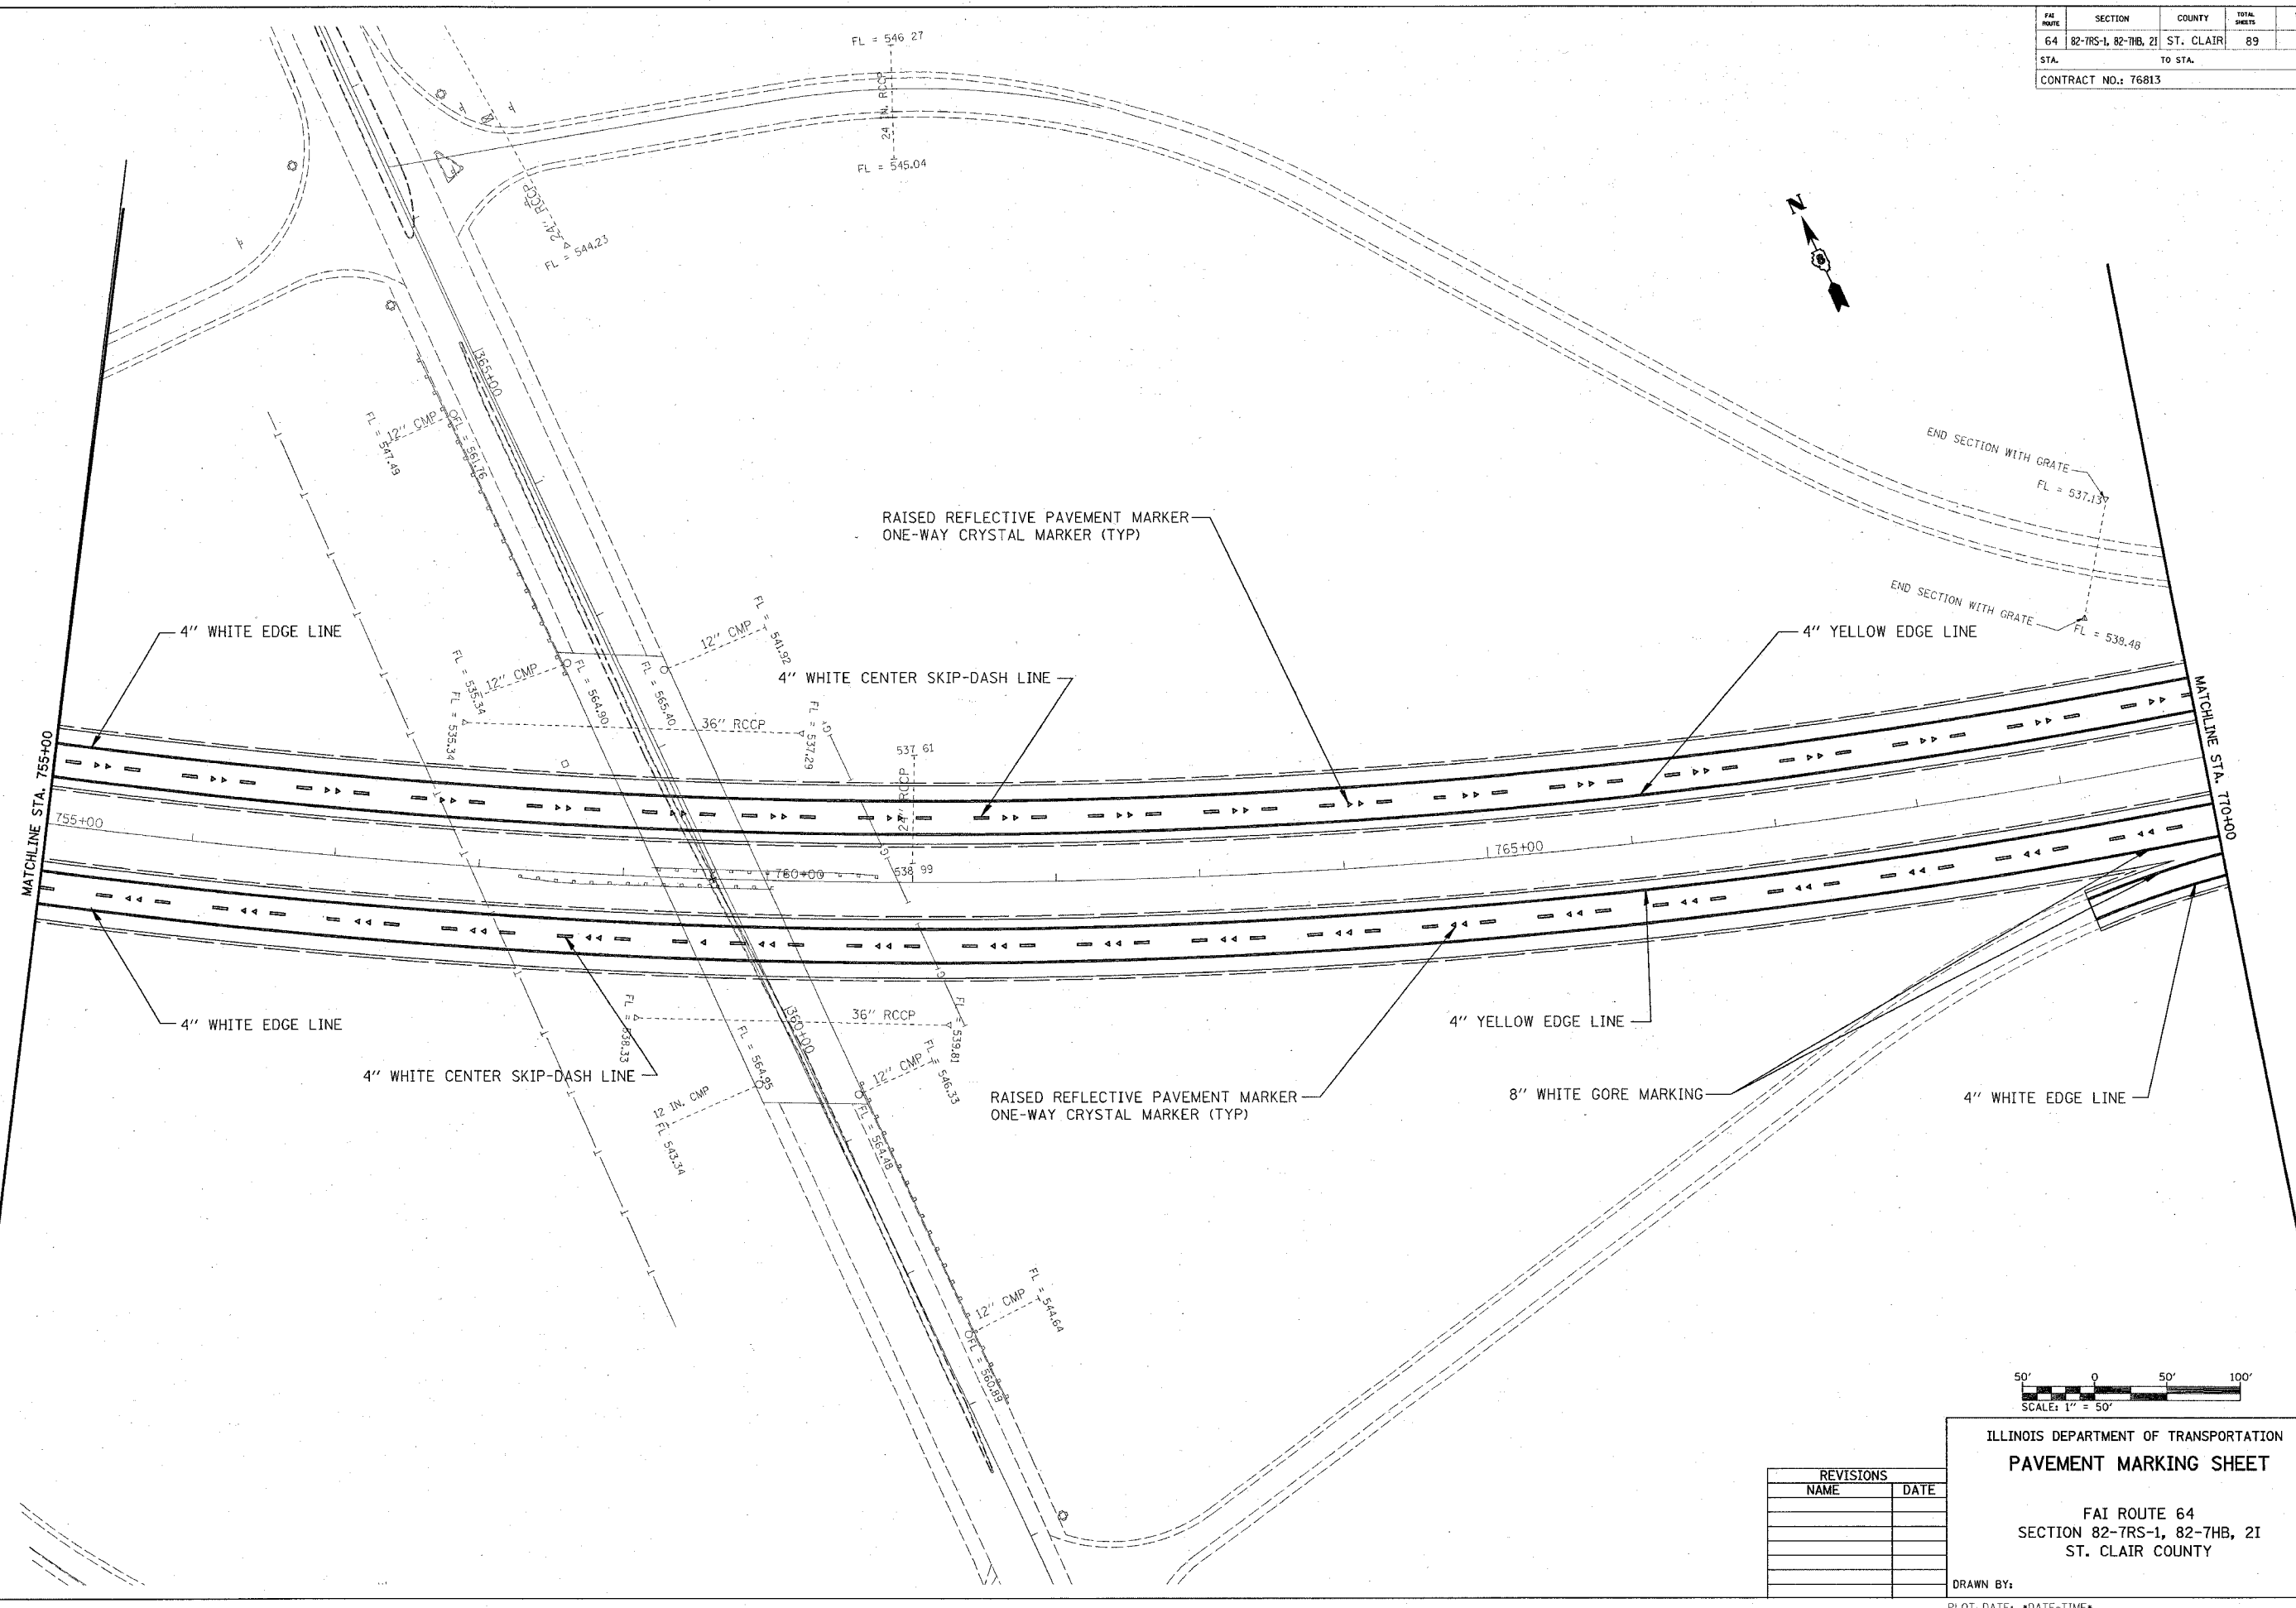 FAI ROUTE
SECTION
COUNTY
TOTAL SHEETS
64
82-7RS-1, 82-7HB, 2I
ST. CLAIR
89
STA.
TO STA.
CONTRACT NO.: 76813
FL = 546 27
24 IN. RCCP
FL = 545.04
24" RCCP
FL = 544.23
N
365+00
12" CMP
FL = 547.49
FL = 561.76
END SECTION WITH GRATE
FL = 537.13
END SECTION WITH GRATE
FL = 538.48
RAISED REFLECTIVE PAVEMENT MARKER
ONE-WAY CRYSTAL MARKER (TYP)
4" WHITE EDGE LINE
4" YELLOW EDGE LINE
12" CMP
FL = 541.92
12" CMP
FL = 535.34
FL = 535.34
FL = 564.90
FL = 565.40
4" WHITE CENTER SKIP-DASH LINE
36" RCCP
FL = 537.29
537 61
24" RCCP
538 99
MATCHLINE STA. 755+00
MATCHLINE STA. 770+00
755+00
760+00
765+00
4" WHITE EDGE LINE
4" WHITE CENTER SKIP-DASH LINE
FL = 538.33
36" RCCP
FL = 539.81
360+00
FL = 564.95
12" CMP
FL = 546.33
12 IN. CMP
FL 543.34
FL = 564.48
RAISED REFLECTIVE PAVEMENT MARKER
ONE-WAY CRYSTAL MARKER (TYP)
4" YELLOW EDGE LINE
8" WHITE GORE MARKING
4" WHITE EDGE LINE
12" CMP
FL = 544.64
FL = 560.89
50' 0 50' 100'
SCALE: 1" = 50'
REVISIONS
NAME
DATE
ILLINOIS DEPARTMENT OF TRANSPORTATION
PAVEMENT MARKING SHEET
FAI ROUTE 64
SECTION 82-7RS-1, 82-7HB, 2I
ST. CLAIR COUNTY
DRAWN BY: